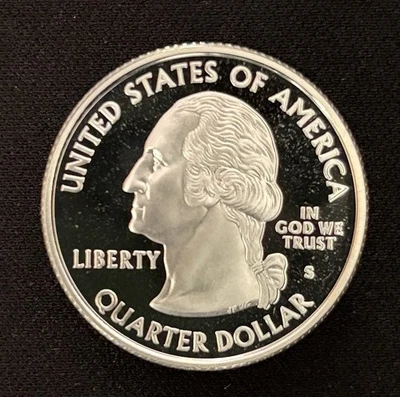 UNITED STATES OF AMERICA
LIBERTY
IN
GOD WE
TRUST
S
QUARTER DOLLAR